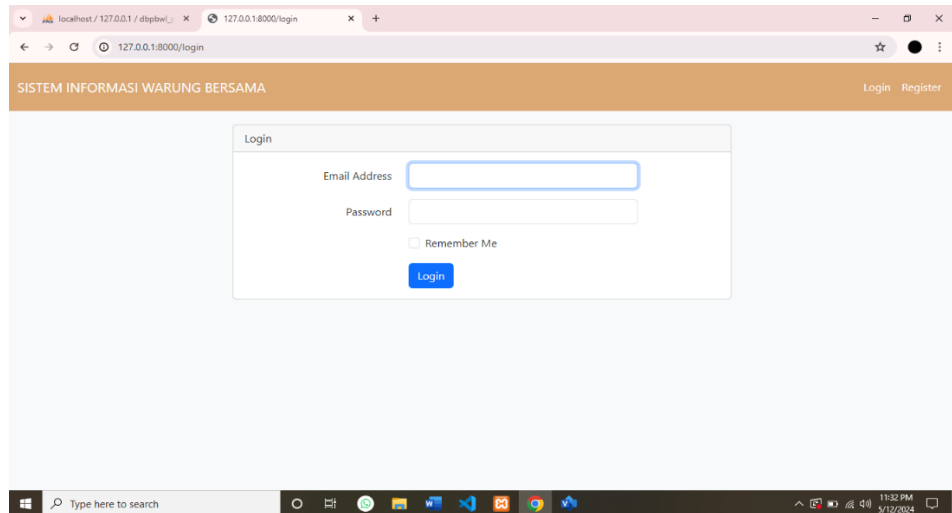 localhost / 127.0.0.1 / dbpbwi_
127.0.0.1:8000/login
127.0.0.1:8000/login
SISTEM INFORMASI WARUNG BERSAMA
Login Register
Login
Email Address
Password
Remember Me
Login
Type here to search
11:32 PM
5/12/2024